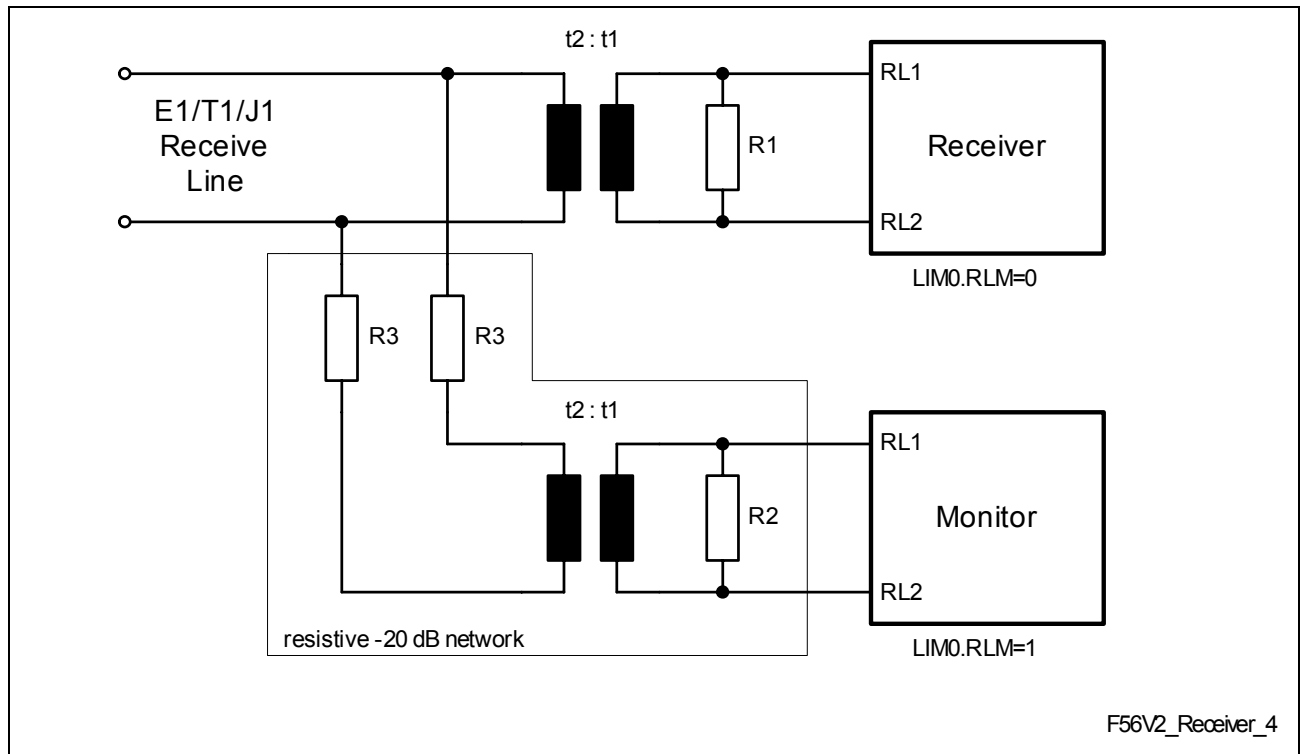 t2 : t1
E1/T1/J1
Receive
Line
RL1
R1
Receiver
RL2
LIM0.RLM=0
R3
R3
t2 : t1
RL1
R2
Monitor
RL2
resistive -20 dB network
LIM0.RLM=1
F56V2_Receiver_4